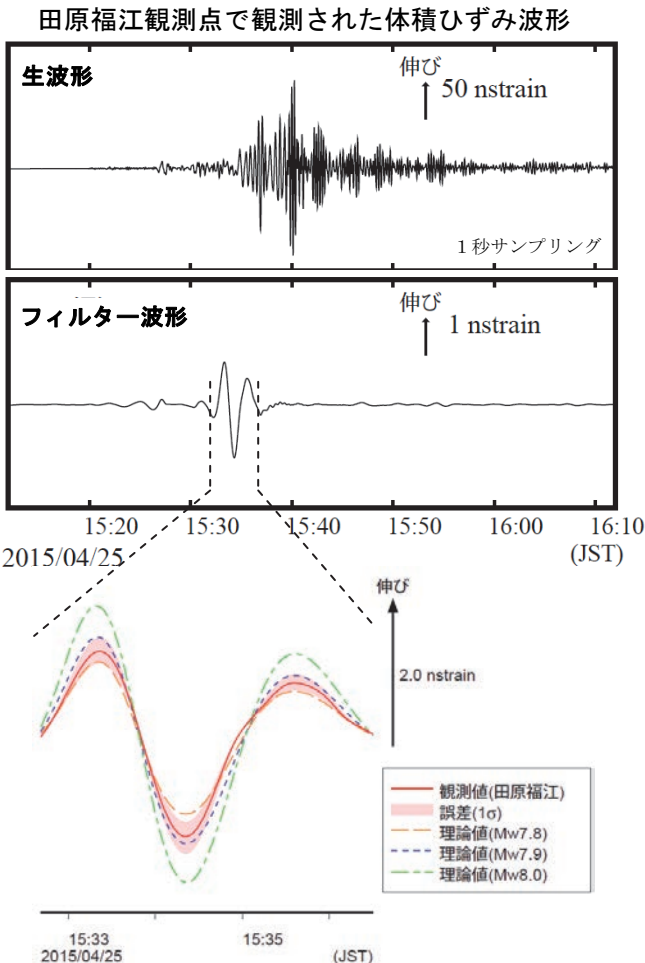 田原福江観測点で観測された体積ひずみ波形
生波形
伸び
50 nstrain
1秒サンプリング
フィルター波形
伸び
1 nstrain
15:20 15:30 15:40 15:50 16:00 16:10
2015/04/25 (JST)
伸び
2.0 nstrain
観測値(田原福江)
誤差(1σ)
理論値(Mw7.8)
理論値(Mw7.9)
理論値(Mw8.0)
15:33 15:35
2015/04/25 (JST)